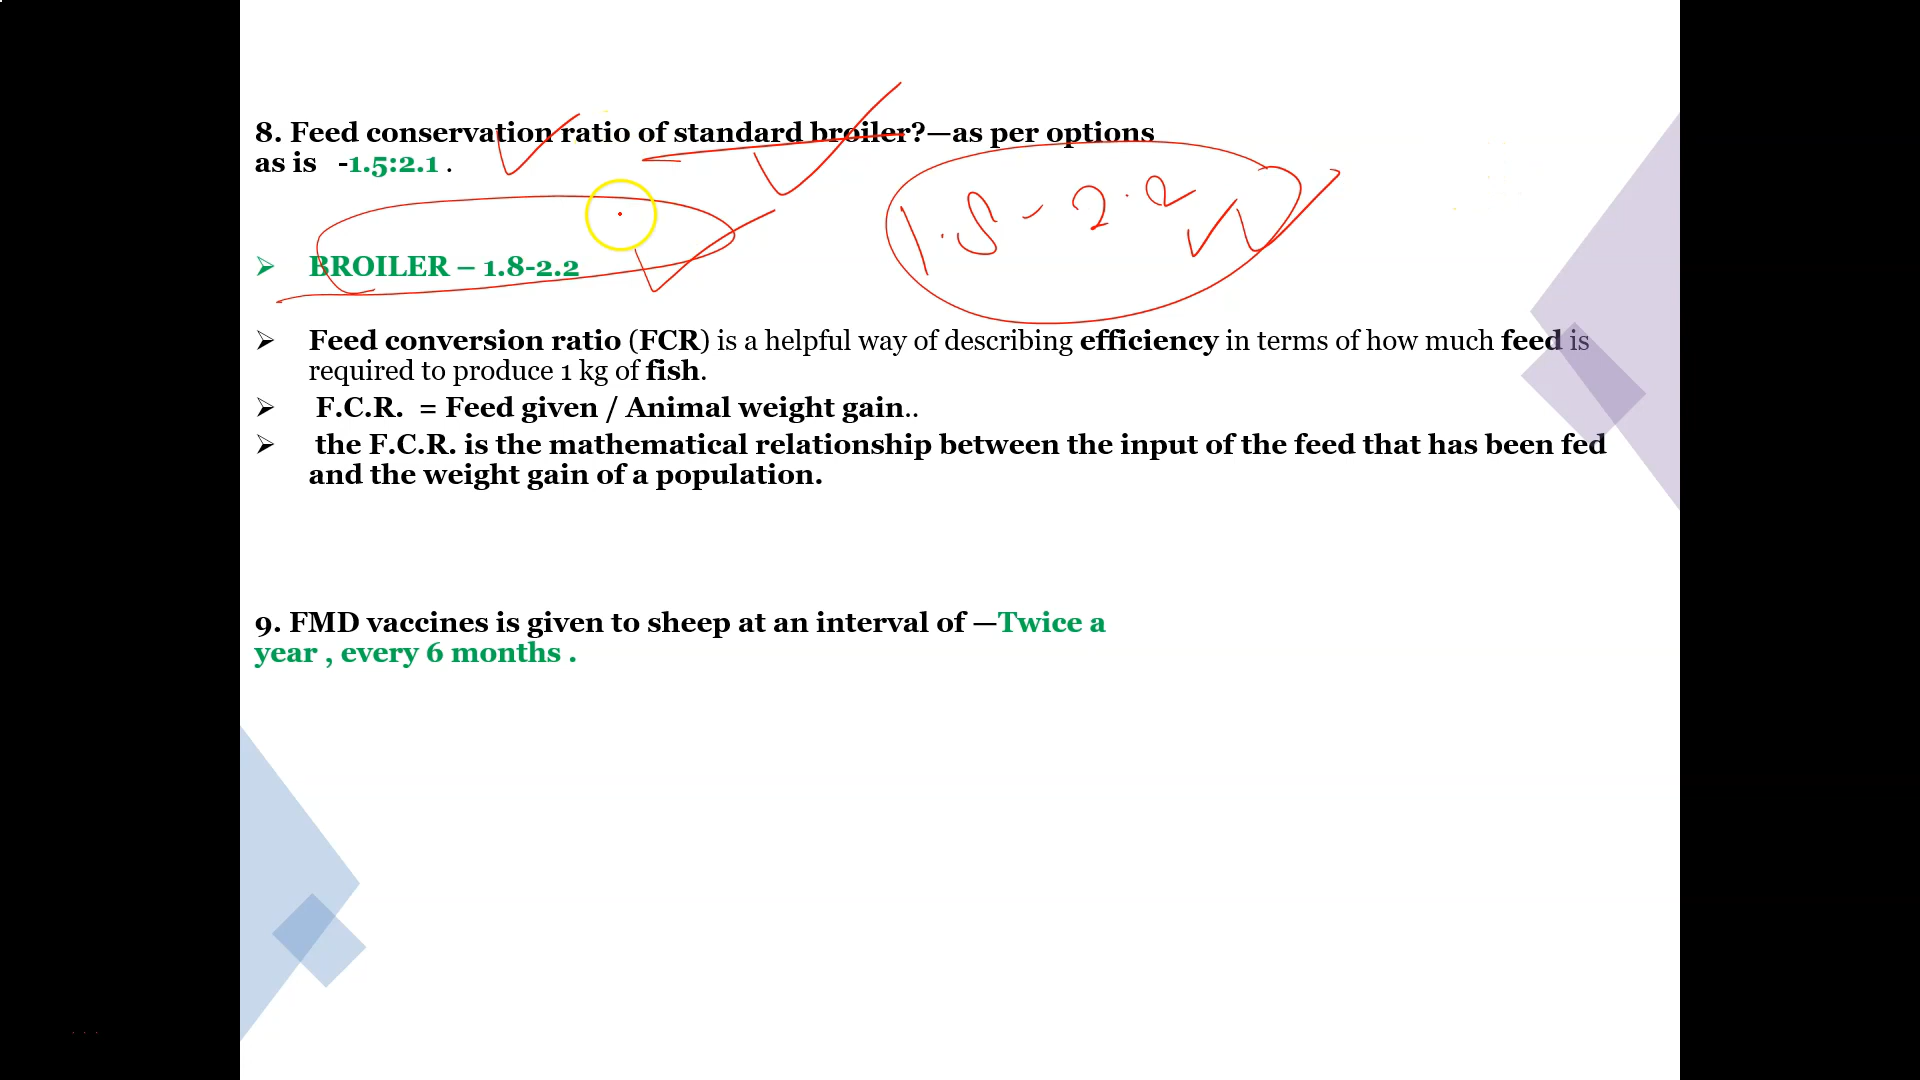 8. Feed conservation ratio of standard broiler?—as per options
as is -1.5:2.1 .
1.8 - 2.2
➢ BROILER – 1.8-2.2
➢ Feed conversion ratio (FCR) is a helpful way of describing efficiency in terms of how much feed is
required to produce 1 kg of fish.
➢ F.C.R. = Feed given / Animal weight gain..
➢ the F.C.R. is the mathematical relationship between the input of the feed that has been fed
and the weight gain of a population.
9. FMD vaccines is given to sheep at an interval of —Twice a
year , every 6 months .